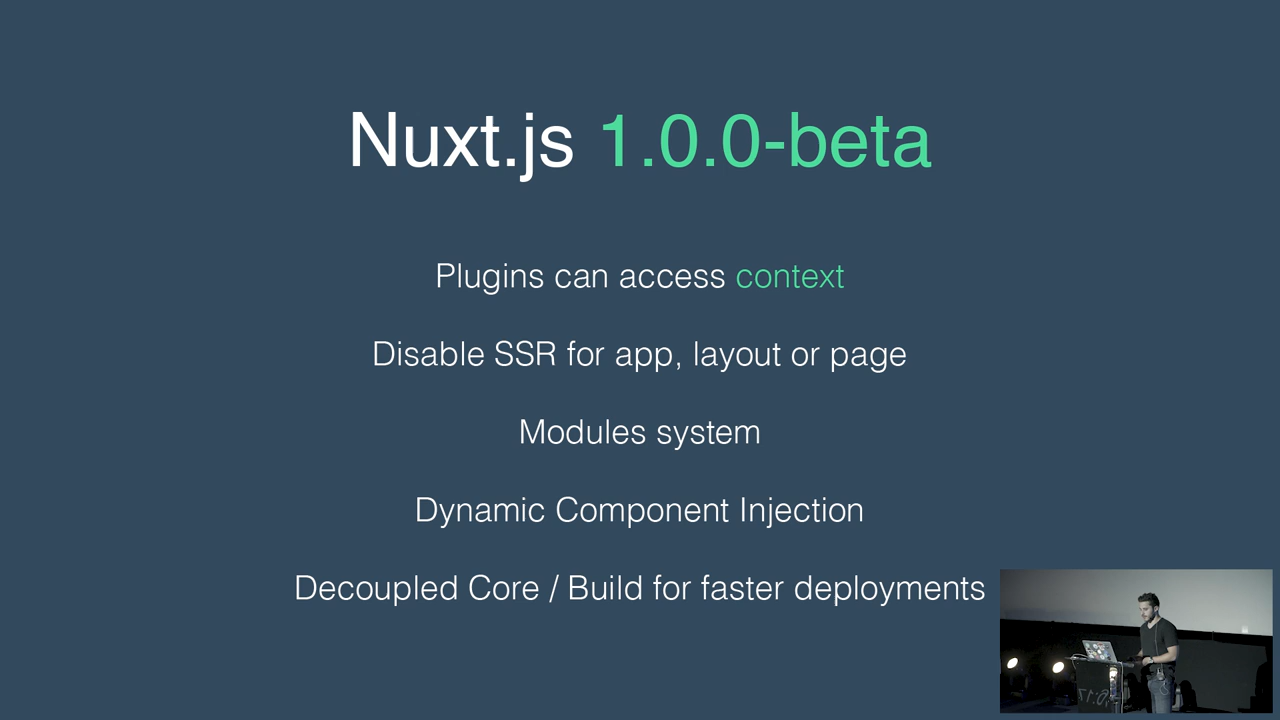 Nuxt.js 1.0.0-beta
Plugins can access context
Disable SSR for app, layout or page
Modules system
Dynamic Component Injection
Decoupled Core / Build for faster deployments